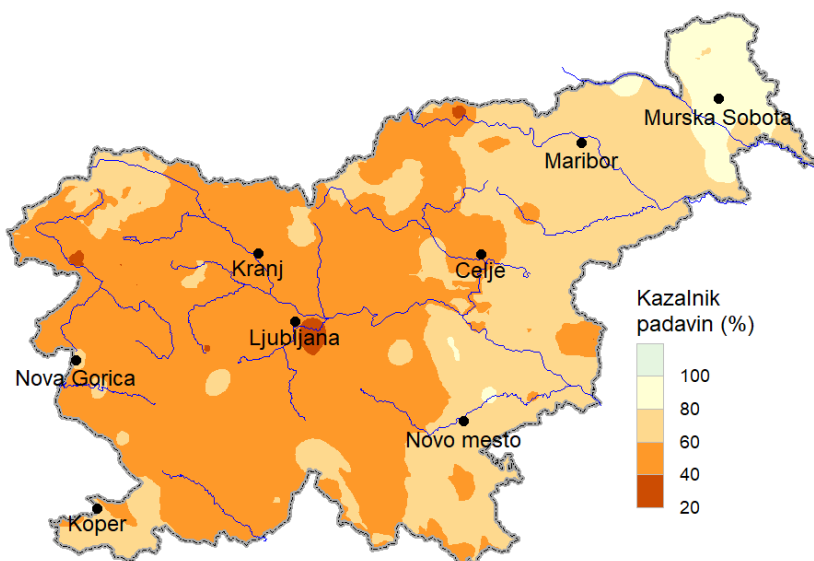 Murska Sobota
Maribor
Kranj
Celje
Ljubljana
Nova Gorica
Novo mesto
Koper
Kazalnik
padavin (%)
100
80
60
40
20